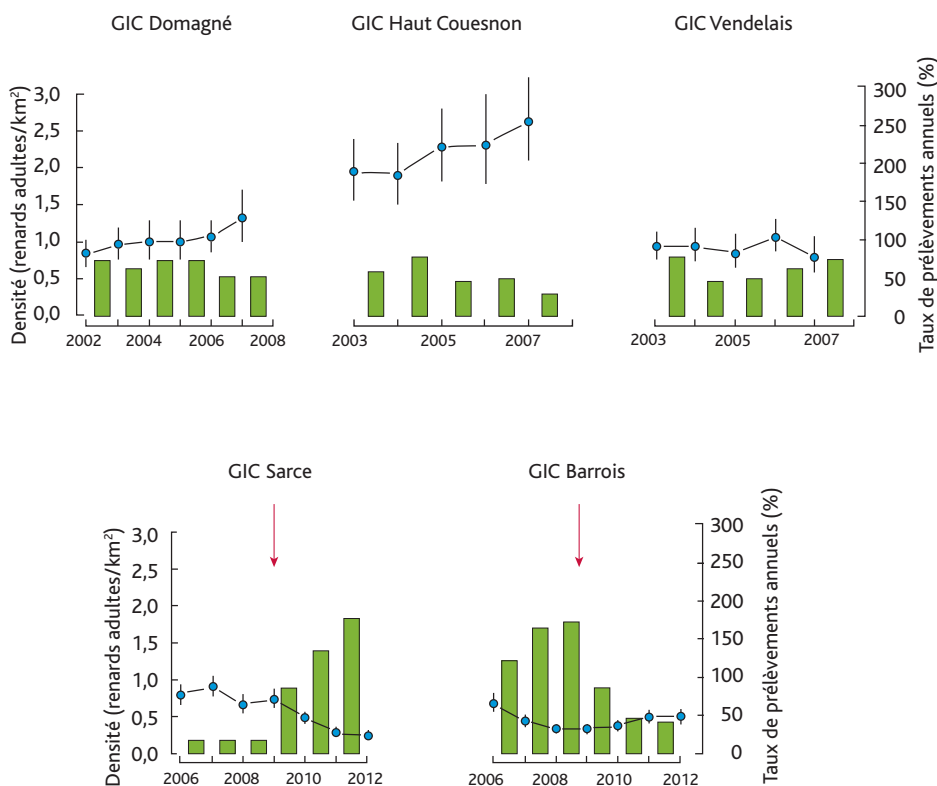 GIC Domagné
GIC Haut Couesnon
GIC Vendelais
Densité (renards adultes/km²)
3,0
2,5
2,0
1,5
1,0
0,5
0,0
2002 2004 2006 2008
2003 2005 2007
2003 2005 2007
300
250
200
150
100
50
0
Taux de prélèvements annuels (%)
GIC Sarce
GIC Barrois
Densité (renards adultes/km²)
3,0
2,5
2,0
1,5
1,0
0,5
0,0
2006 2008 2010 2012
2006 2008 2010 2012
300
250
200
150
100
50
0
Taux de prélèvements annuels (%)